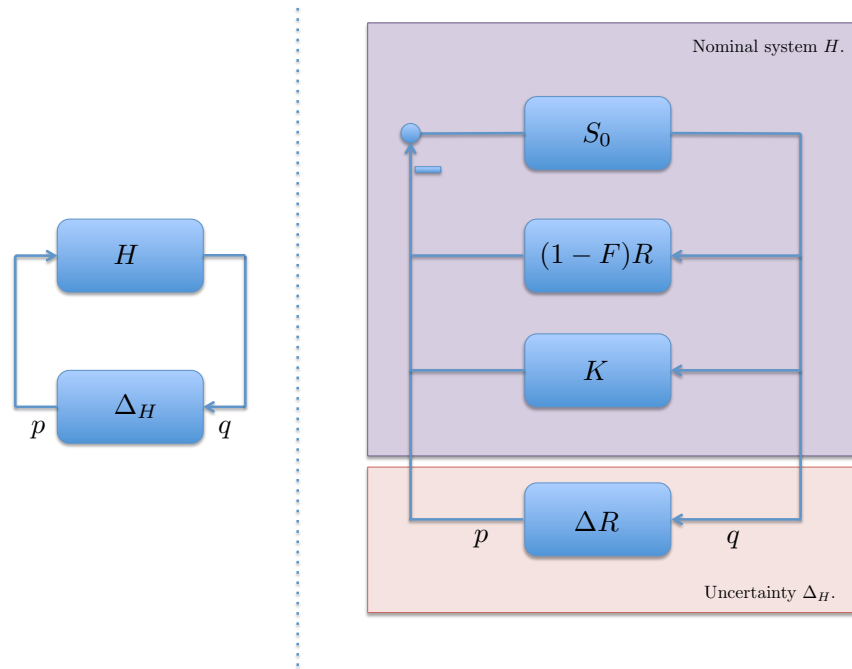 H
Δ_H
p
q
Nominal system H.
S_0
(1 − F)R
K
ΔR
p
q
Uncertainty Δ_H.